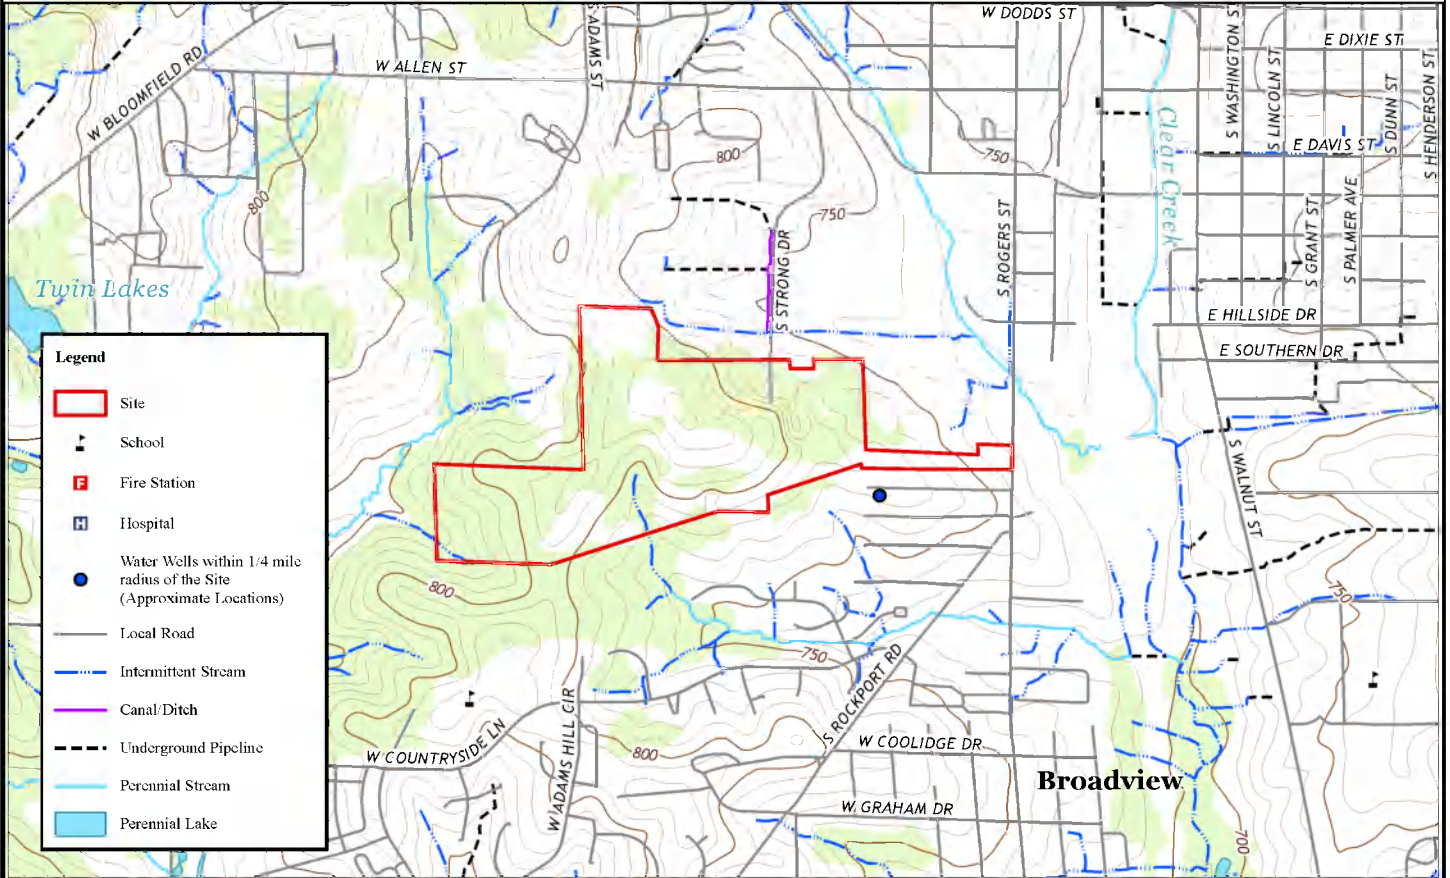 W DODDS ST
S ADAMS ST
S WASHINGTON ST
E DIXIE ST
S LINCOLN ST
S HENDERSON ST
W ALLEN ST
W BLOOMFIELD RD
S DUNN ST
Clear Creek
E DAVIS ST
800
750
800
750
S PALMER AVE
S GRANT ST
S ROGERS ST
S STRONG DR
Twin Lakes
E HILLSIDE DR
E SOUTHERN DR
Legend
Site
School
F
Fire Station
H
Hospital
Water Wells within 1/4 mile
radius of the Site
(Approximate Locations)
Local Road
Intermittent Stream
Canal/Ditch
Underground Pipeline
Perennial Stream
Perennial Lake
S WALNUT ST
800
750
750
S ROCKPORT RD
W ADAMS HILL CIR
W COUNTRYSIDE LN
800
W COOLIDGE DR
Broadview
W GRAHAM DR
700